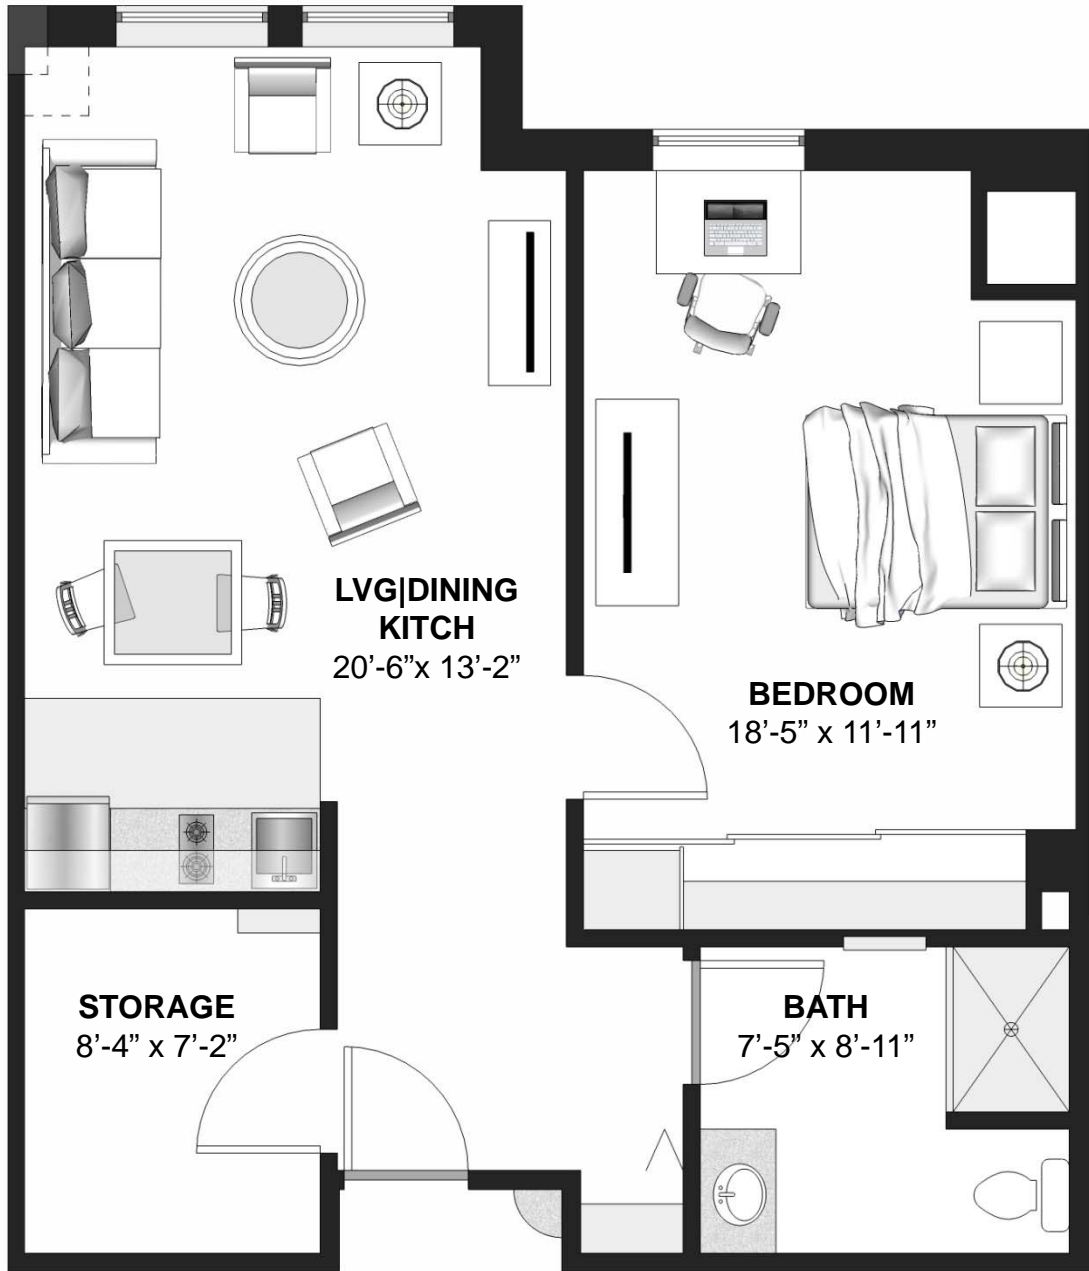 LVG|DINING
KITCH
20’-6”x 13’-2”
BEDROOM
18’-5” x 11’-11”
STORAGE
8’-4” x 7’-2”
BATH
7’-5” x 8’-11”